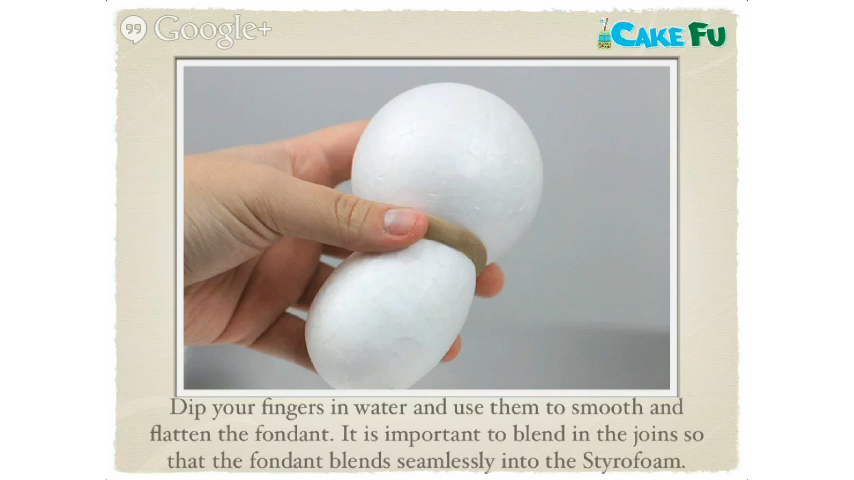 Google+
CAKE FU
Dip your fingers in water and use them to smooth and
flatten the fondant. It is important to blend in the joins so
that the fondant blends seamlessly into the Styrofoam.